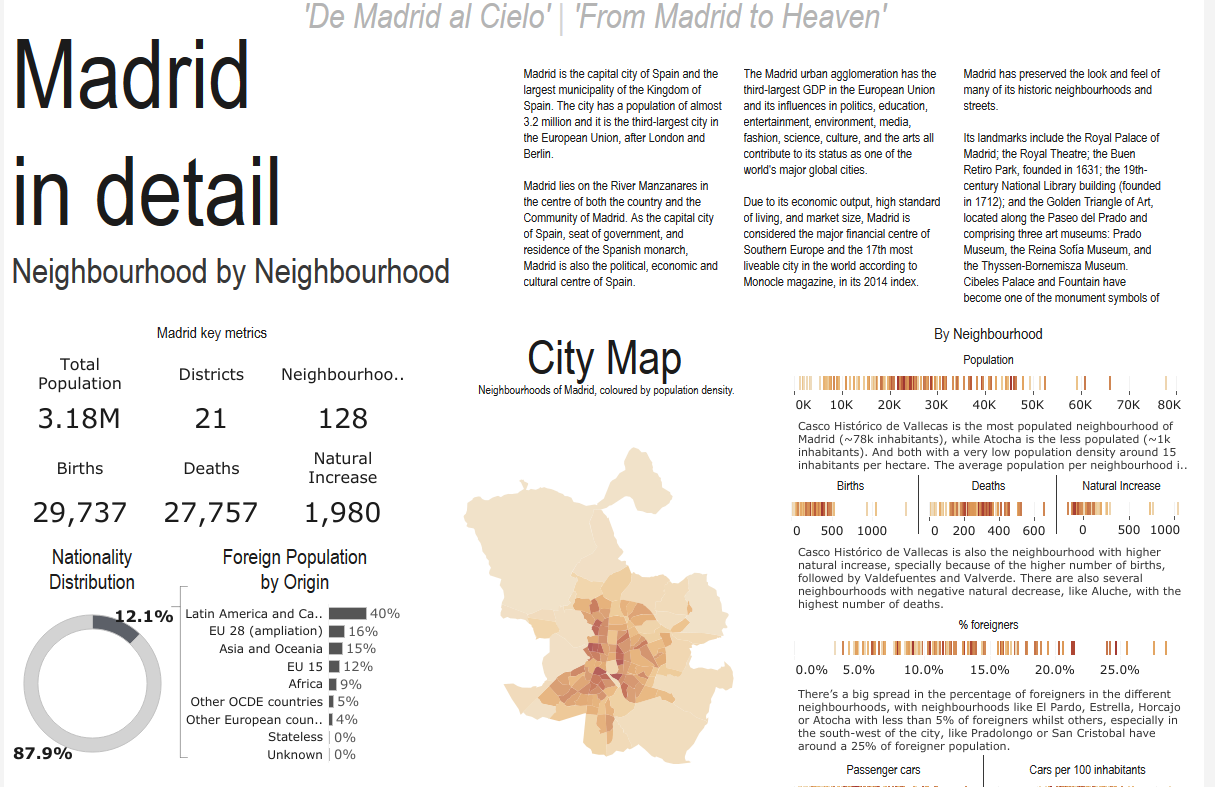 'De Madrid al Cielo' | 'From Madrid to Heaven'
Madrid
in detail
Neighbourhood by Neighbourhood
Madrid is the capital city of Spain and the
largest municipality of the Kingdom of
Spain. The city has a population of almost
3.2 million and it is the third-largest city in
the European Union, after London and
Berlin.
Madrid lies on the River Manzanares in
the centre of both the country and the
Community of Madrid. As the capital city
of Spain, seat of government, and
residence of the Spanish monarch,
Madrid is also the political, economic and
cultural centre of Spain.
The Madrid urban agglomeration has the
third-largest GDP in the European Union
and its influences in politics, education,
entertainment, environment, media,
fashion, science, culture, and the arts all
contribute to its status as one of the
world's major global cities.
Due to its economic output, high standard
of living, and market size, Madrid is
considered the major financial centre of
Southern Europe and the 17th most
liveable city in the world according to
Monocle magazine, in its 2014 index.
Madrid has preserved the look and feel of
many of its historic neighbourhoods and
streets.
Its landmarks include the Royal Palace of
Madrid; the Royal Theatre; the Buen
Retiro Park, founded in 1631; the 19th-
century National Library building (founded
in 1712); and the Golden Triangle of Art,
located along the Paseo del Prado and
comprising three art museums: Prado
Museum, the Reina Sofía Museum, and
the Thyssen-Bornemisza Museum.
Cibeles Palace and Fountain have
become one of the monument symbols of
Madrid key metrics
Total
Population
Districts
Neighbourhoo..
3.18M
21
128
Births
Deaths
Natural
Increase
29,737
27,757
1,980
Nationality
Distribution
12.1%
87.9%
Foreign Population
by Origin
Latin America and Ca.. 40%
EU 28 (ampliation) 16%
Asia and Oceania 15%
EU 15 12%
Africa 9%
Other OCDE countries 5%
Other European coun.. 4%
Stateless 0%
Unknown 0%
City Map
Neighbourhoods of Madrid, coloured by population density.
By Neighbourhood
Population
0K 10K 20K 30K 40K 50K 60K 70K 80K
Casco Histórico de Vallecas is the most populated neighbourhood of
Madrid (~78k inhabitants), while Atocha is the less populated (~1k
inhabitants). And both with a very low population density around 15
inhabitants per hectare. The average population per neighbourhood i..
Births
0 500 1000
Deaths
0 200 400 600
Natural Increase
0 500 1000
Casco Histórico de Vallecas is also the neighbourhood with higher
natural increase, specially because of the higher number of births,
followed by Valdefuentes and Valverde. There are also several
neighbourhoods with negative natural decrease, like Aluche, with the
highest number of deaths.
% foreigners
0.0% 5.0% 10.0% 15.0% 20.0% 25.0%
There's a big spread in the percentage of foreigners in the different
neighbourhoods, with neighbourhoods like El Pardo, Estrella, Horcajo
or Atocha with less than 5% of foreigners whilst others, especially in
the south-west of the city, like Pradolongo or San Cristobal have
around a 25% of foreigner population.
Passenger cars
Cars per 100 inhabitants